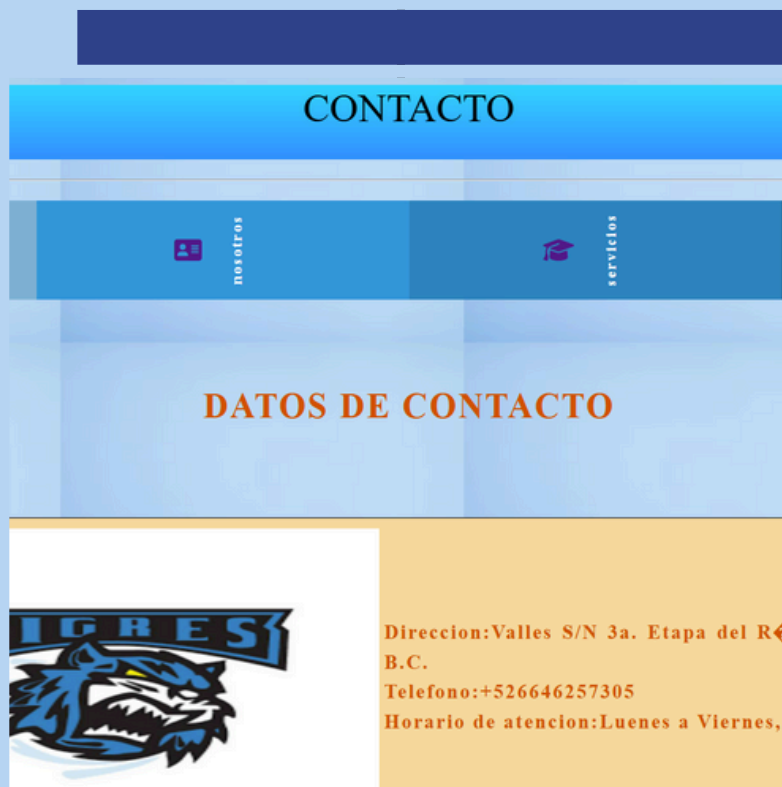 CONTACTO
nosotros
servicios
DATOS DE CONTACTO
IGRES
Direccion:Valles S/N 3a. Etapa del R�
B.C.
Telefono:+526646257305
Horario de atencion:Luenes a Viernes,